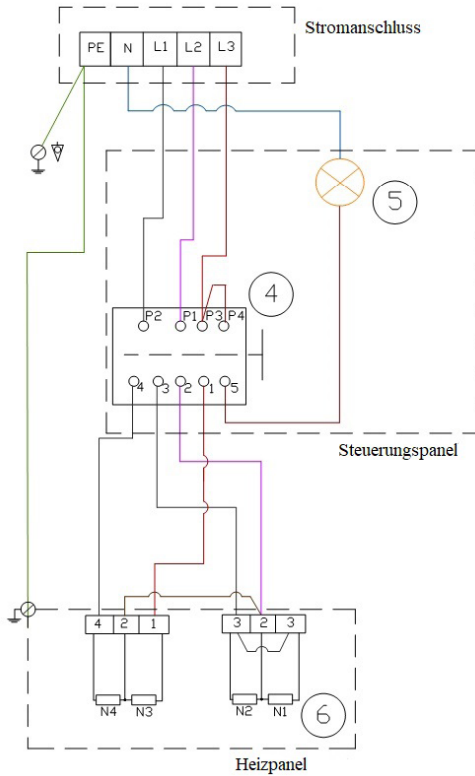 Stromanschluss
PE N L1 L2 L3
5
4
P2 P1 P3 P4
4 3 2 1 5
Steuerungspanel
4 2 1 3 2 3
N4 N3 N2 N1
6
Heizpanel